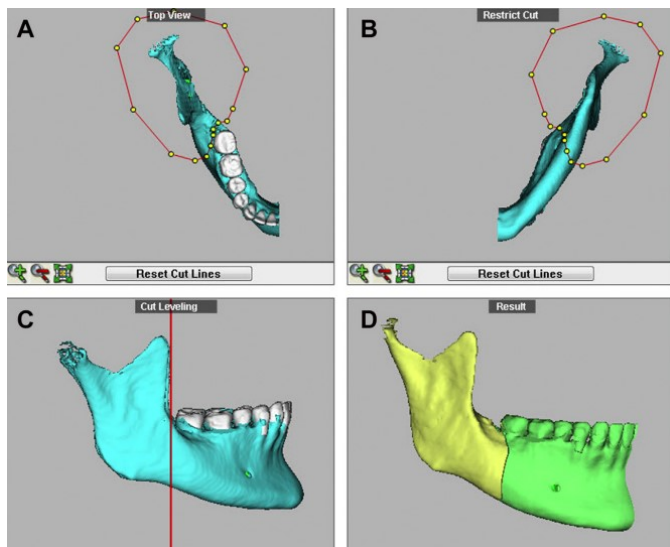 A
Top View
B
Restrict Cut
Reset Cut Lines
Reset Cut Lines
C
Cut Leveling
D
Result